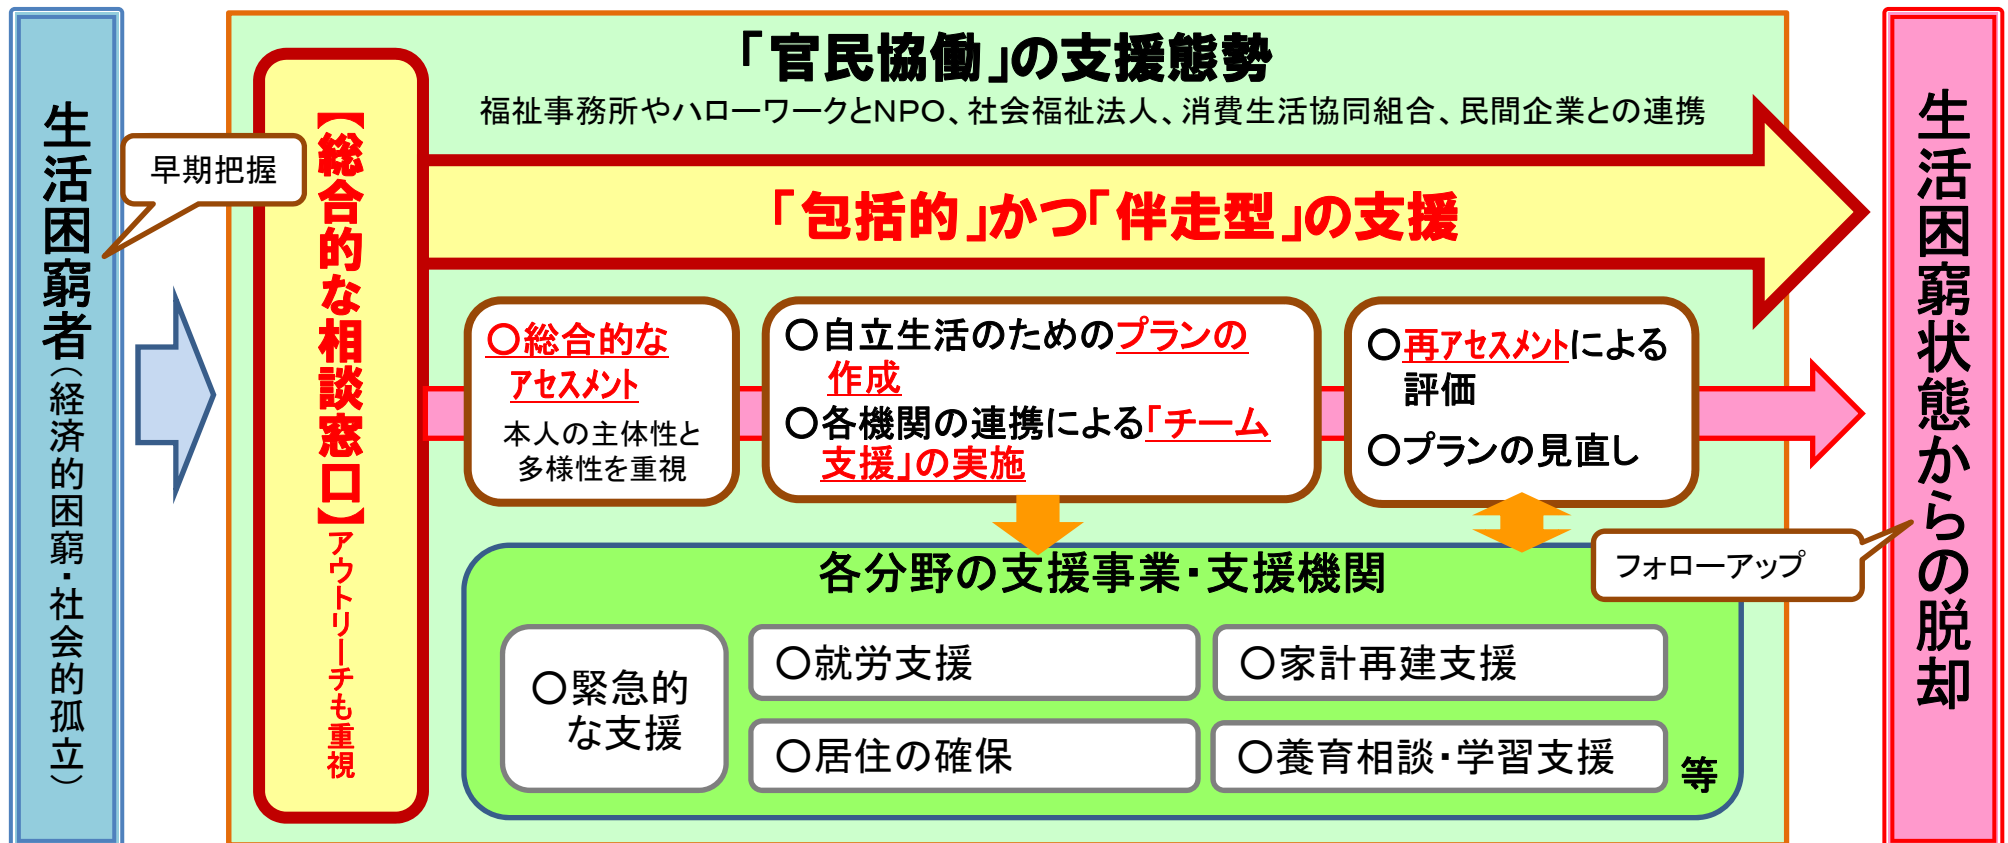 生活困窮者(経済的困窮・社会的孤立)
早期把握
【総合的な相談窓口】アウトリーチも重視
「官民協働」の支援態勢
福祉事務所やハローワークとNPO、社会福祉法人、消費生活協同組合、民間企業との連携
「包括的」かつ「伴走型」の支援
〇総合的な
アセスメント
本人の主体性と
多様性を重視
〇自立生活のためのプランの
作成
〇各機関の連携による「チーム
支援」の実施
〇再アセスメントによる
評価
〇プランの見直し
フォローアップ
各分野の支援事業・支援機関
〇緊急的
な支援
〇就労支援
〇家計再建支援
〇居住の確保
〇養育相談・学習支援
等
生活困窮状態からの脱却